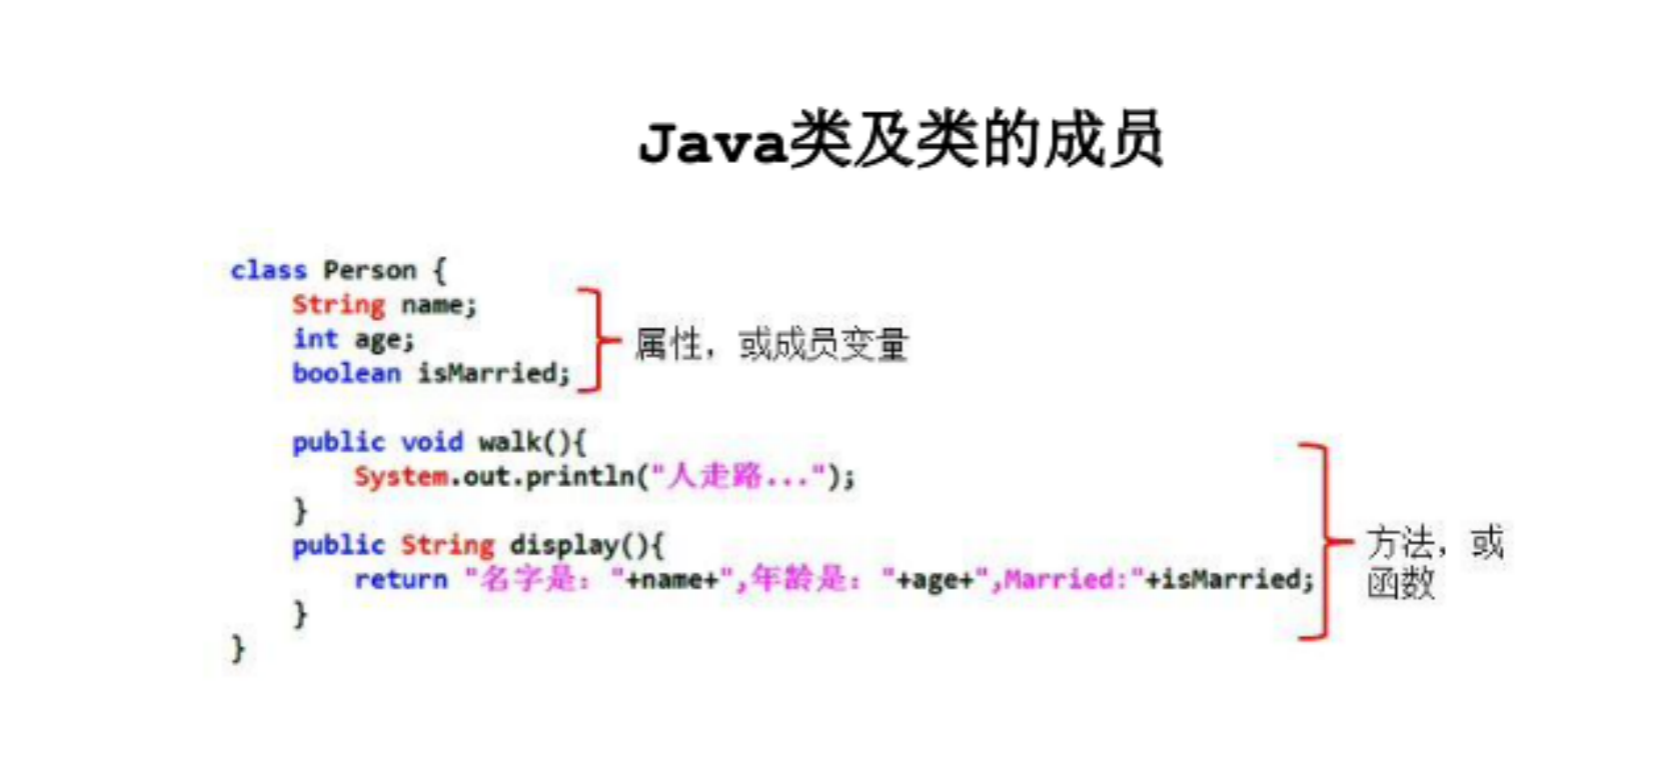 Java类及类的成员
class Person {
String name;
int age;
boolean isMarried;
属性，或成员变量
public void walk(){
System.out.println("人走路...");
}
public String display(){
return "名字是："+name+",年龄是："+age+",Married:"+isMarried;
}
}
方法，或
函数